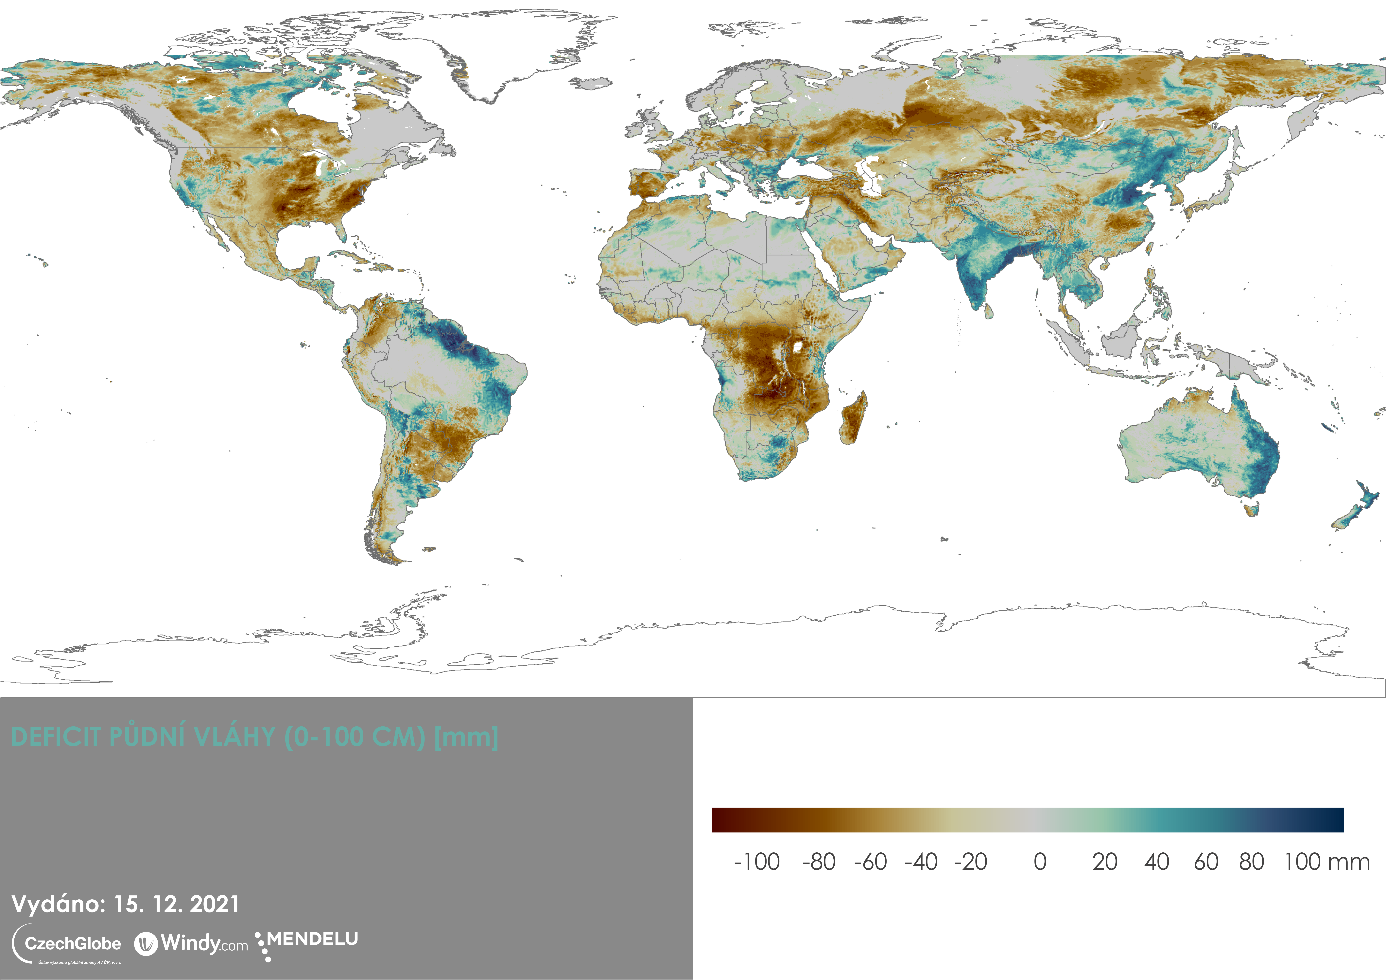 DEFICIT PŮDNÍ VLÁHY (0-100 CM) [mm]
-100 -80 -60 -40 -20 0 20 40 60 80 100 mm
Vydáno: 15. 12. 2021
CzechGlobe Windy.com MENDELU